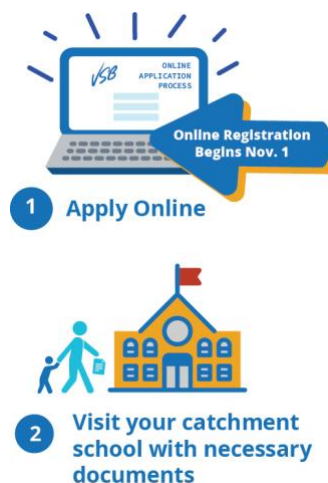 VSB
ONLINE
APPLICATION
PROCESS
Online Registration
Begins Nov. 1
1 Apply Online
2 Visit your catchment
school with necessary
documents